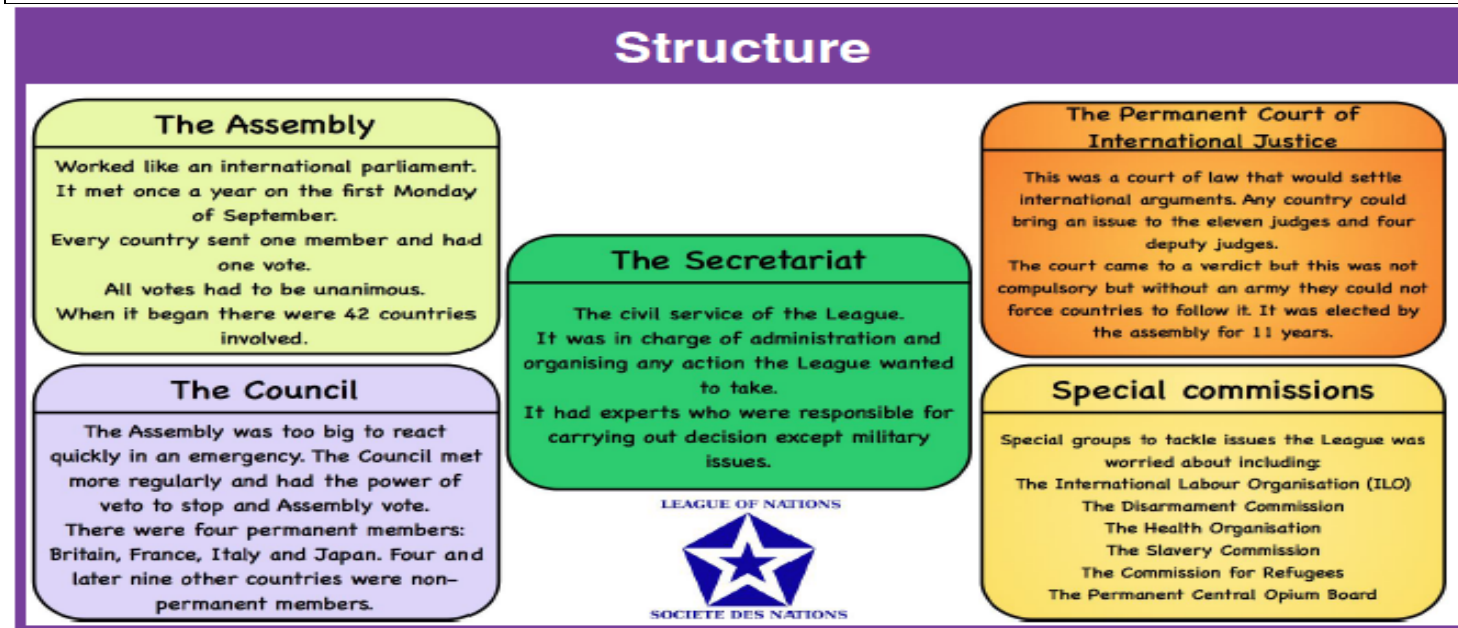 Structure
The Assembly
Worked like an international parliament.
It met once a year on the first Monday
of September.
Every country sent one member and had
one vote.
All votes had to be unanimous.
When it began there were 42 countries
involved.
The Council
The Assembly was too big to react
quickly in an emergency. The Council met
more regularly and had the power of
veto to stop and Assembly vote.
There were four permanent members:
Britain, France, Italy and Japan. Four and
later nine other countries were non-
permanent members.
The Secretariat
The civil service of the League.
It was in charge of administration and
organising any action the League wanted
to take.
It had experts who were responsible for
carrying out decision except military
issues.
LEAGUE OF NATIONS
SOCIETE DES NATIONS
The Permanent Court of
International Justice
This was a court of law that would settle
international arguments. Any country could
bring an issue to the eleven judges and four
deputy judges.
The court came to a verdict but this was not
compulsory but without an army they could not
force countries to follow it. It was elected by
the assembly for 11 years.
Special commissions
Special groups to tackle issues the League was
worried about including:
The International Labour Organisation (ILO)
The Disarmament Commission
The Health Organisation
The Slavery Commission
The Commission for Refugees
The Permanent Central Opium Board